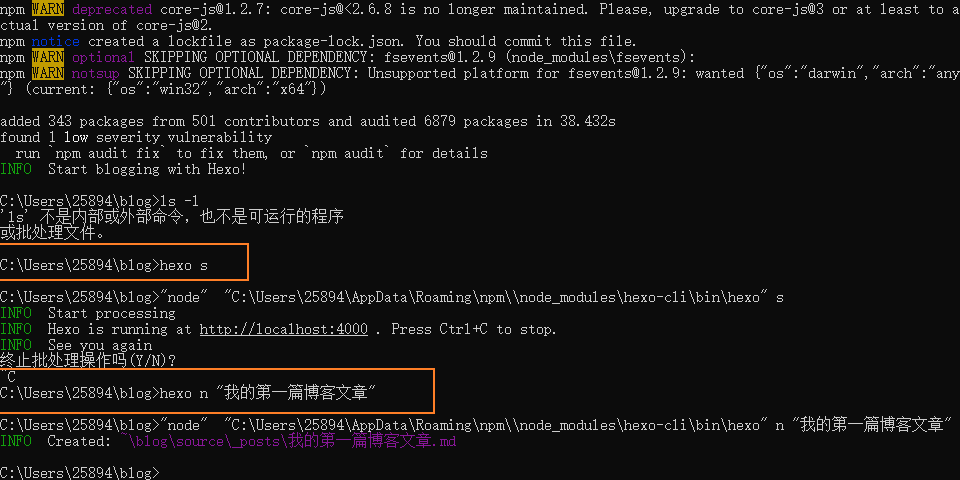 npm WARN deprecated core-js@1.2.7: core-js@<2.6.8 is no longer maintained. Please, upgrade to core-js@3 or at least to a
ctual version of core-js@2.
npm notice created a lockfile as package-lock.json. You should commit this file.
npm WARN optional SKIPPING OPTIONAL DEPENDENCY: fsevents@1.2.9 (node_modules\fsevents):
npm WARN notsup SKIPPING OPTIONAL DEPENDENCY: Unsupported platform for fsevents@1.2.9: wanted {"os":"darwin","arch":"any
"} (current: {"os":"win32","arch":"x64"})
added 343 packages from 501 contributors and audited 6879 packages in 38.432s
found 1 low severity vulnerability
run `npm audit fix` to fix them, or `npm audit` for details
INFO  Start blogging with Hexo!
C:\Users\25894\blog>ls -l
'ls' 不是内部或外部命令，也不是可运行的程序
或批处理文件。
C:\Users\25894\blog>hexo s
C:\Users\25894\blog>"node"  "C:\Users\25894\AppData\Roaming\npm\\node_modules\hexo-cli\bin\hexo" s
INFO  Start processing
INFO  Hexo is running at http://localhost:4000 . Press Ctrl+C to stop.
INFO  See you again
终止批处理操作吗(Y/N)?
^C
C:\Users\25894\blog>hexo n "我的第一篇博客文章"
C:\Users\25894\blog>"node"  "C:\Users\25894\AppData\Roaming\npm\\node_modules\hexo-cli\bin\hexo" n "我的第一篇博客文章"
INFO  Created: ~\blog\source\_posts\我的第一篇博客文章.md
C:\Users\25894\blog>